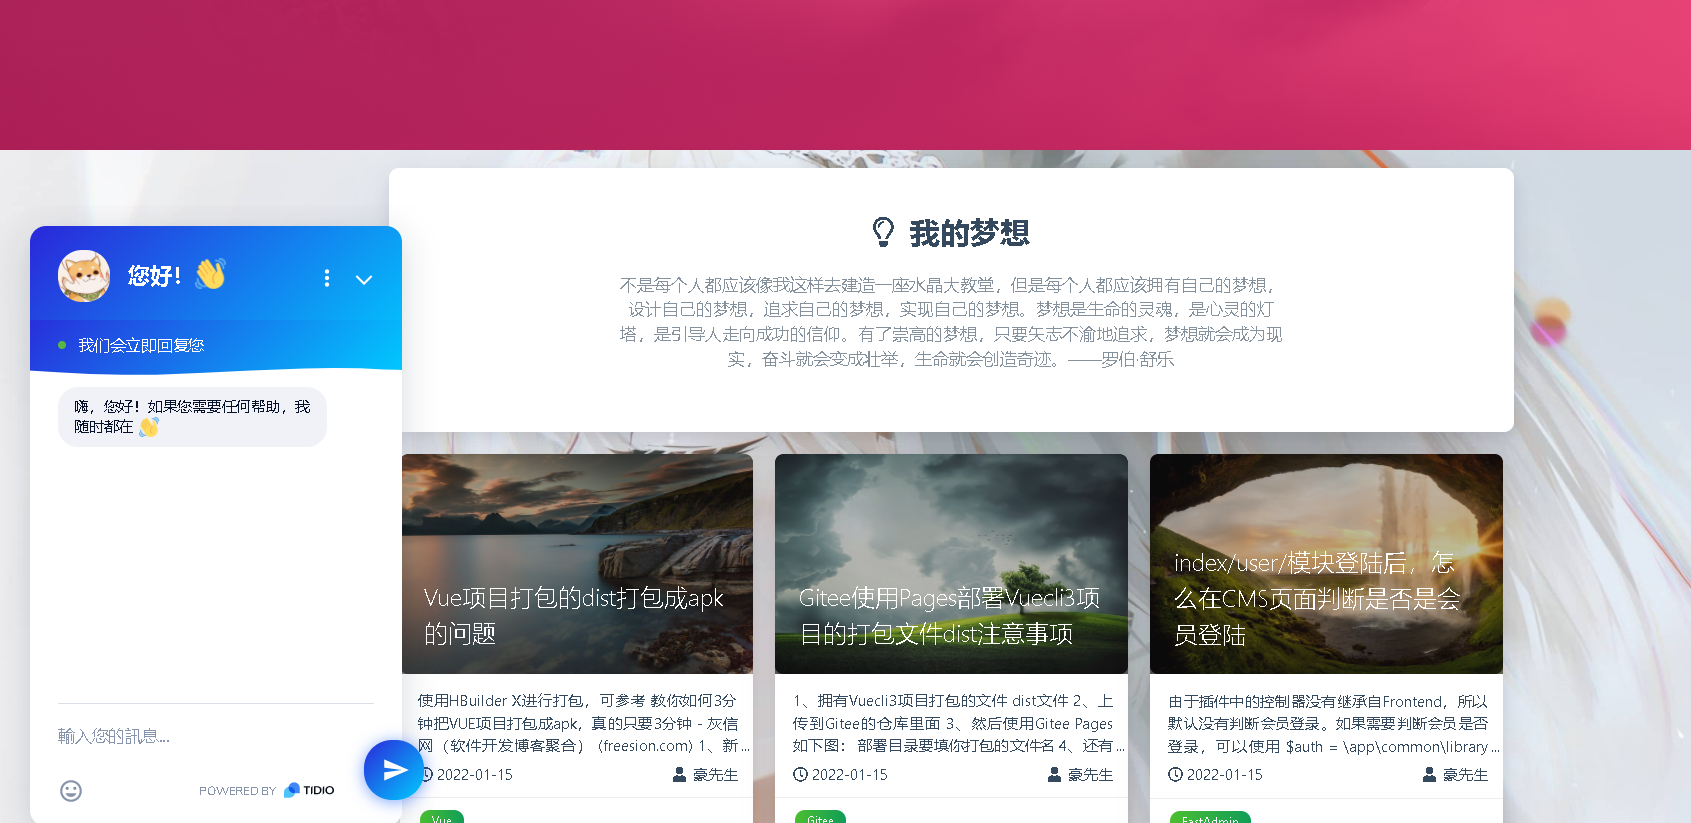 我的梦想
不是每个人都应该像我这样去建造一座水晶大教堂，但是每个人都应该拥有自己的梦想，
设计自己的梦想，追求自己的梦想，实现自己的梦想。梦想是生命的灵魂，是心灵的灯
塔，是引导人走向成功的信仰。有了崇高的梦想，只要矢志不渝地追求，梦想就会成为现
实，奋斗就会变成壮举，生命就会创造奇迹。——罗伯·舒乐
您好! 👋
我们会立即回复您
嗨，您好! 如果您需要任何帮助，我
随时都在 👋
輸入您的訊息...
POWERED BY TIDIO
Vue项目打包的dist打包成apk
的问题
使用HBuilder X进行打包，可参考 教你如何3分
钟把VUE项目打包成apk，真的只要3分钟 - 灰信
网（软件开发博客聚合） (freesion.com) 1、新...
2022-01-15 豪先生
Vue
Gitee使用Pages部署Vuecli3项
目的打包文件dist注意事项
1、拥有Vuecli3项目打包的文件 dist文件 2、上
传到Gitee的仓库里面 3、然后使用Gitee Pages
如下图： 部署目录要填你打包的文件名 4、还有...
2022-01-15 豪先生
Gitee
index/user/模块登陆后，怎
么在CMS页面判断是否是会
员登陆
由于插件中的控制器没有继承自Frontend，所以
默认没有判断会员登录。如果需要判断会员是否
登录，可以使用 $auth = \app\common\library...
2022-01-15 豪先生
FastAdmin